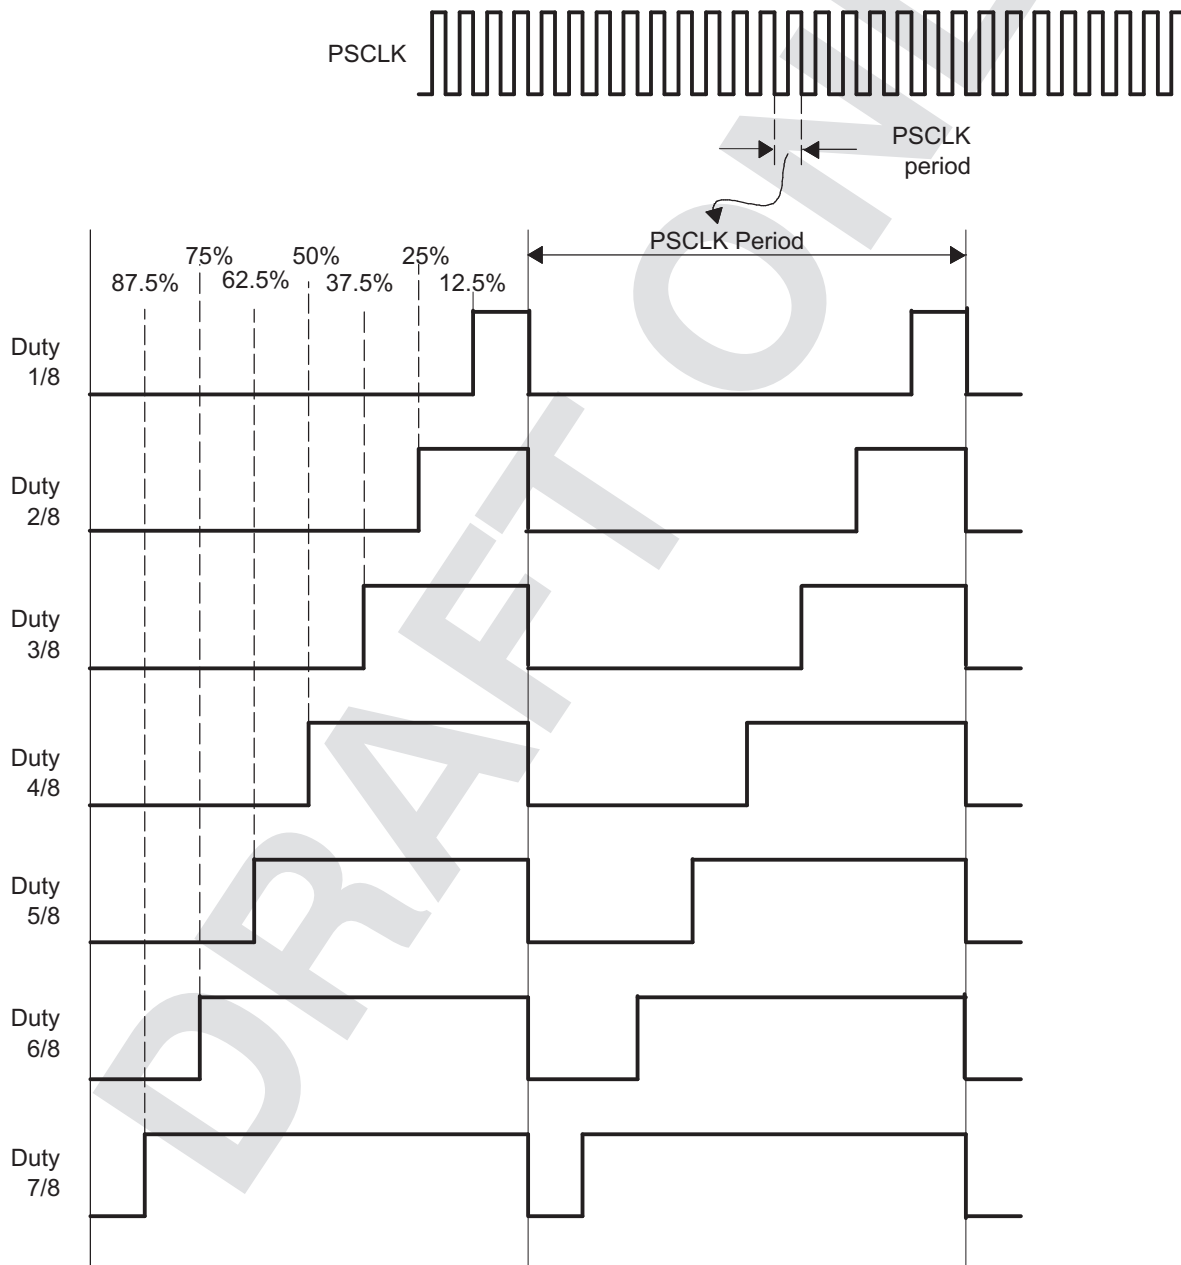 PSCLK
PSCLK
period
PSCLK Period
75%
50%
25%
87.5%
62.5%
37.5%
12.5%
Duty
1/8
Duty
2/8
Duty
3/8
Duty
4/8
Duty
5/8
Duty
6/8
Duty
7/8
DRAFT ONL